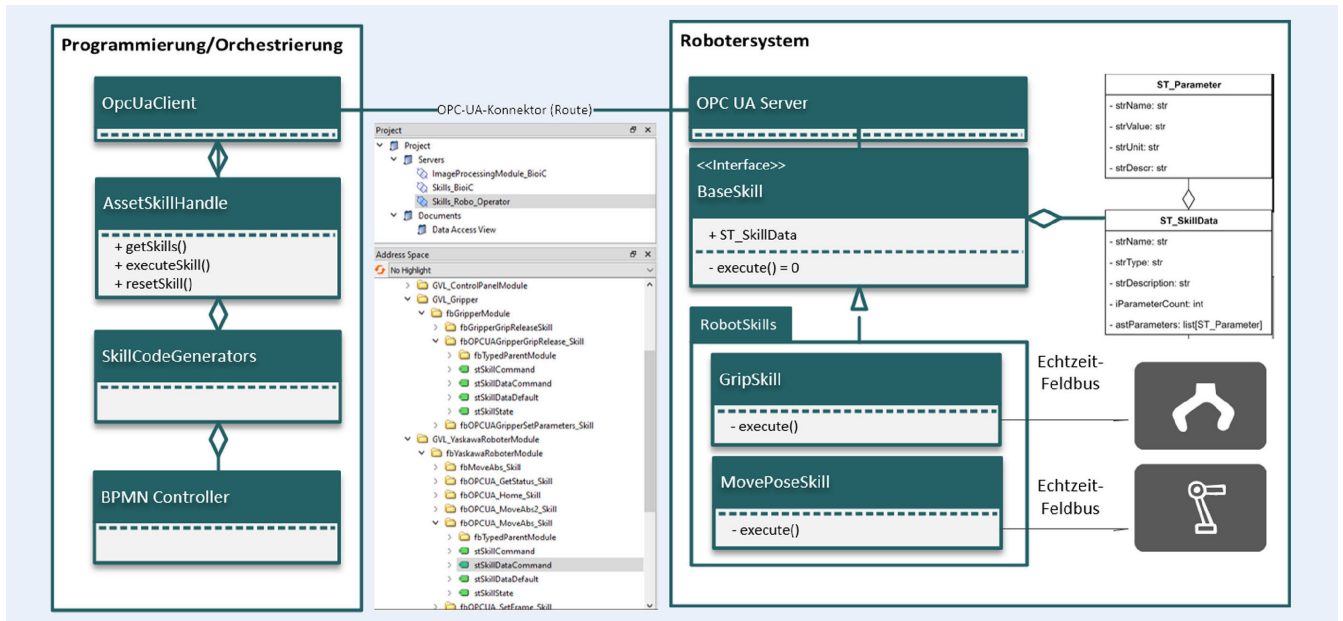 Programmierung/Orchestrierung
OpcUaClient
AssetSkillHandle
+ getSkills()
+ executeSkill()
+ resetSkill()
SkillCodeGenerators
BPMN Controller
OPC-UA-Konnektor (Route)
Project
Project
Servers
ImageProcessingModule_BioiC
Skills_BioiC
Skills_Robo_Operator
Documents
Data Access View
Address Space
No Highlight
GVL_ControlPanelModule
GVL_Gripper
fbGripperModule
fbGripperGripReleaseSkill
fbOPCUAGripperGripRelease_Skill
fbTypedParentModule
stSkillCommand
stSkillDataCommand
stSkillDataDefault
stSkillState
fbOPCUAGripperSetParameters_Skill
GVL_YaskawaRoboterModule
fbYaskawaRoboterModule
fbMoveAbs_Skill
fbOPCUA_GetStatus_Skill
fbOPCUA_Home_Skill
fbOPCUA_MoveAbs2_Skill
fbOPCUA_MoveAbs_Skill
fbTypedParentModule
stSkillCommand
stSkillDataCommand
stSkillDataDefault
stSkillState
fbOPCUA_SetFrame_Skill
Robotersystem
OPC UA Server
<<Interface>>
BaseSkill
+ ST_SkillData
- execute() = 0
RobotSkills
GripSkill
- execute()
MovePoseSkill
- execute()
ST_Parameter
- strName: str
- strValue: str
- strUnit: str
- strDescr: str
ST_SkillData
- strName: str
- strType: str
- strDescription: str
- iParameterCount: int
- astParameters: list[ST_Parameter]
Echtzeit-
Feldbus
Echtzeit-
Feldbus